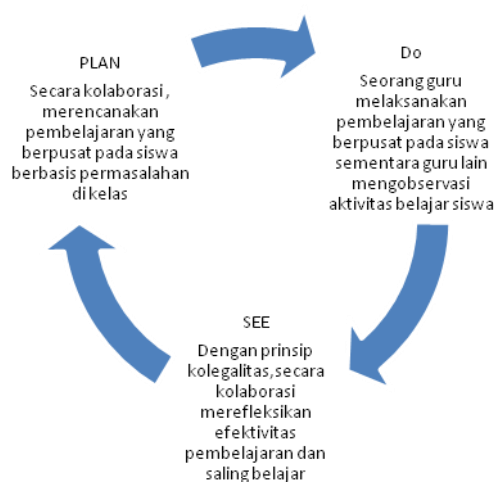 PLAN
Secara kolaborasi ,
merencanakan
pembelajaran yang
berpusat pada siswa
berbasis permasalahan
di kelas
Do
Seorang guru
melaksanakan
pembelajaran yang
berpusat pada siswa
sementara guru lain
mengobservasi
aktivitas belajar siswa
SEE
Dengan prinsip
kolegalitas,secara
kolaborasi
merefleksikan
efektivitas
pembelajaran dan
saling belajar